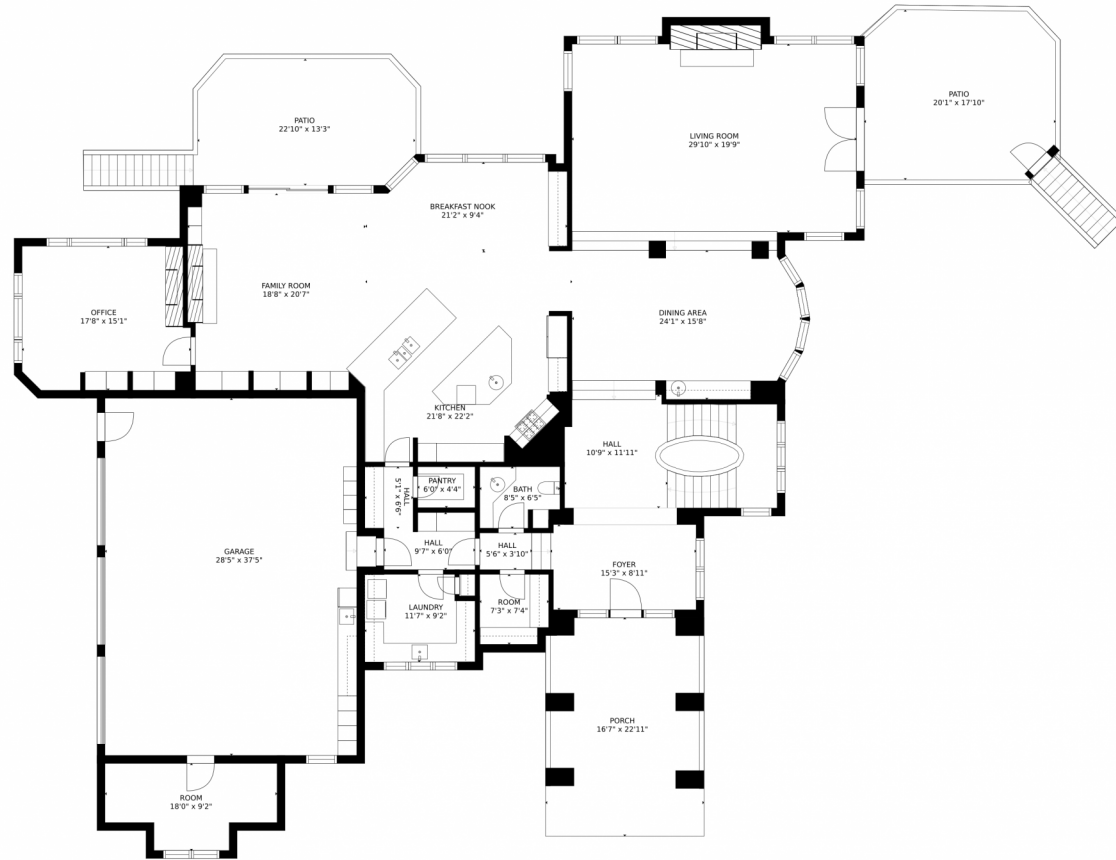 PATIO
20'1" x 17'10"
PATIO
22'10" x 13'3"
LIVING ROOM
29'10" x 19'9"
BREAKFAST NOOK
21'2" x 9'4"
FAMILY ROOM
18'8" x 20'7"
OFFICE
17'8" x 15'1"
DINING AREA
24'1" x 15'8"
KITCHEN
21'8" x 22'2"
HALL
10'9" x 11'11"
PANTRY
6'0" x 4'4"
BATH
8'5" x 6'5"
HALL
5'1" x 6'6"
HALL
9'7" x 6'0"
HALL
5'6" x 3'10"
GARAGE
28'5" x 37'5"
FOYER
15'3" x 8'11"
LAUNDRY
11'7" x 9'2"
ROOM
7'3" x 7'4"
PORCH
16'7" x 22'11"
ROOM
18'0" x 9'2"